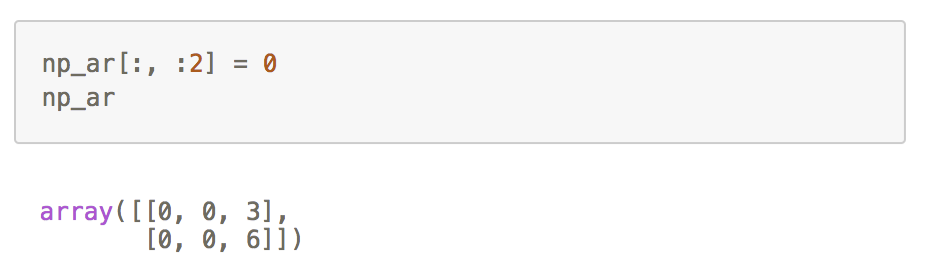 np_ar[:, :2] = 0
np_ar
array([[0, 0, 3],
       [0, 0, 6]])